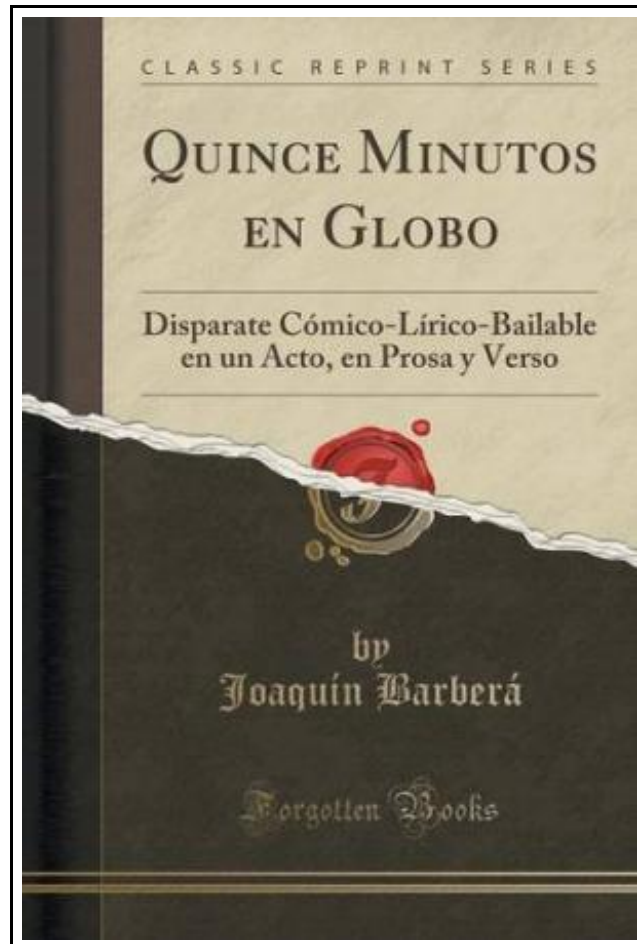 CLASSIC REPRINT SERIES
QUINCE MINUTOS
EN GLOBO
Disparate Cómico-Lírico-Bailable
en un Acto, en Prosa y Verso
F
by
Joaquín Barberá
Forgotten Books